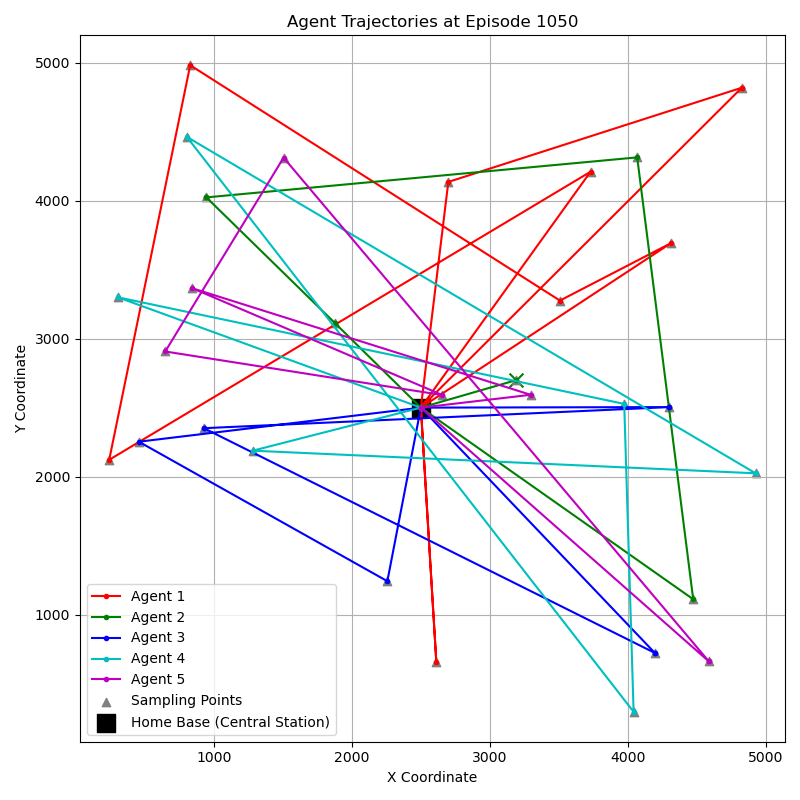 Agent Trajectories at Episode 1050
Y Coordinate
5000
4000
3000
2000
1000
Agent 1
Agent 2
Agent 3
Agent 4
Agent 5
Sampling Points
Home Base (Central Station)
1000 2000 3000 4000 5000
X Coordinate